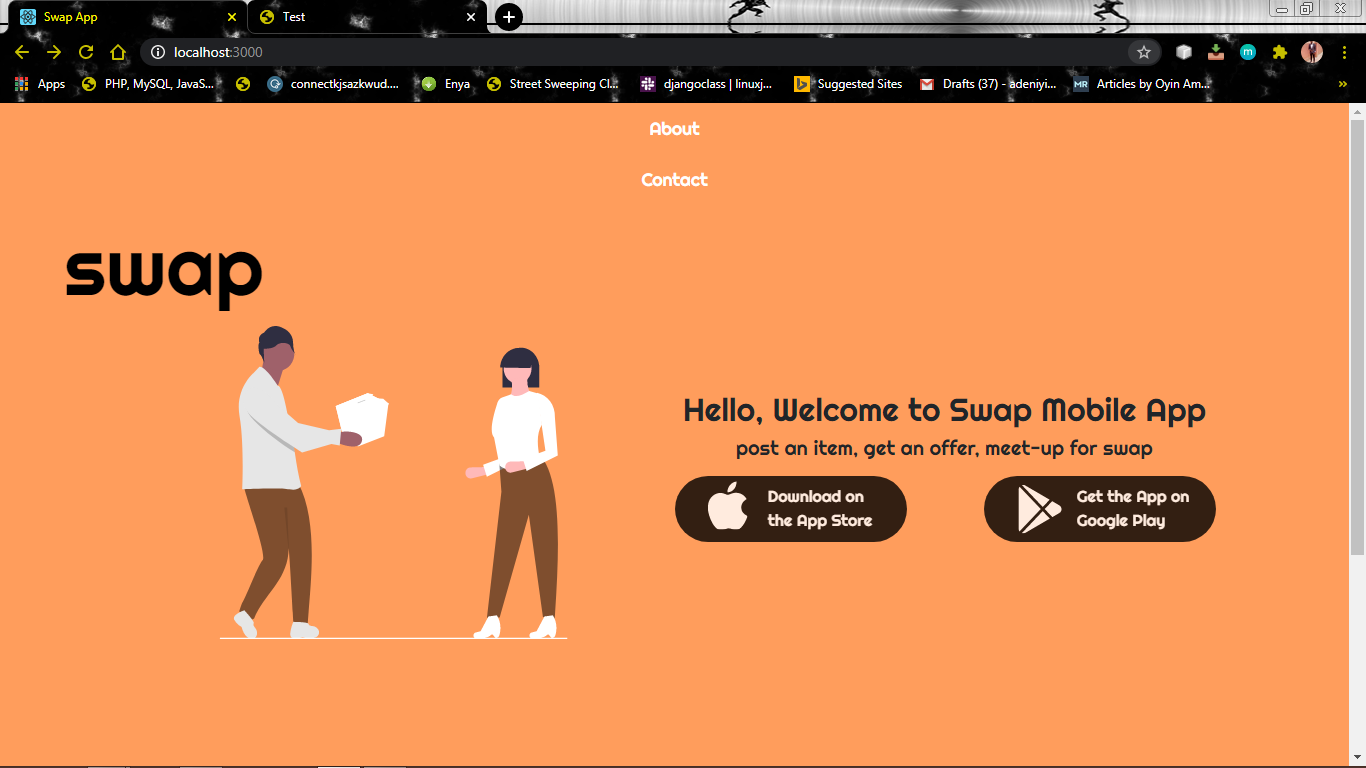 Swap App
Test
localhost:3000
Apps
PHP, MySQL, JavaS...
connectkjsazkwud....
Enya
Street Sweeping Cl...
djangoclass | linuxj...
Suggested Sites
Drafts (37) - adeniyi...
MR
Articles by Oyin Am...
»
About
Contact
swap
Hello, Welcome to Swap Mobile App
post an item, get an offer, meet-up for swap
Download on
the App Store
Get the App on
Google Play